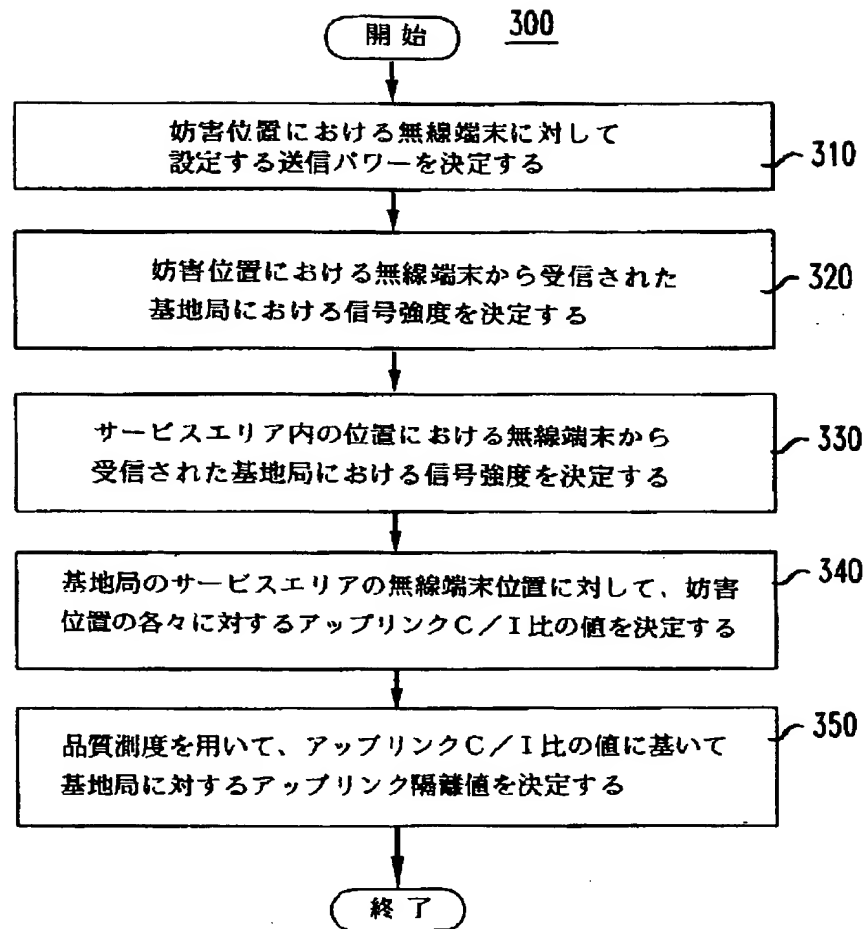 開始
300
妨害位置における無線端末に対して
設定する送信パワーを決定する
310
妨害位置における無線端末から受信された
基地局における信号強度を決定する
320
サービスエリア内の位置における無線端末から
受信された基地局における信号強度を決定する
330
基地局のサービスエリアの無線端末位置に対して、妨害
位置の各々に対するアップリンクC/I比の値を決定する
340
品質測度を用いて、アップリンクC/I比の値に基いて
基地局に対するアップリンク隔離値を決定する
350
終了